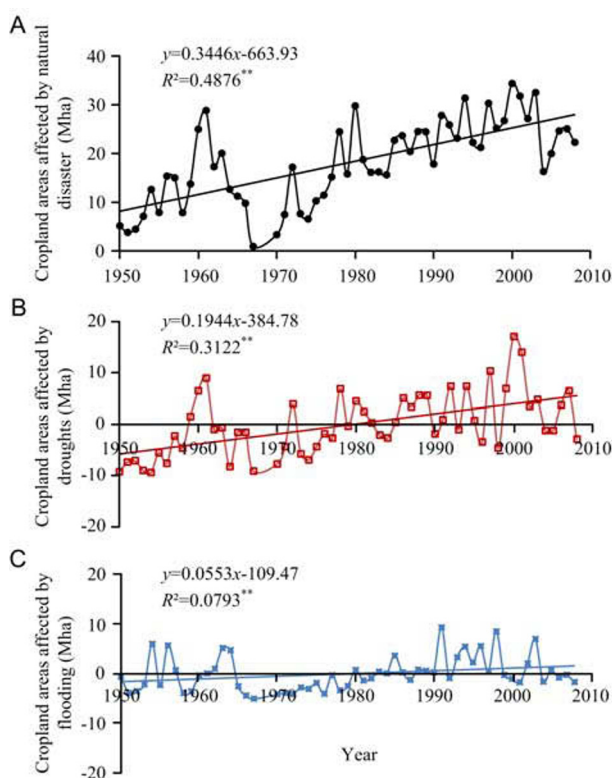 A
y=0.3446x-663.93
R²=0.4876**
Cropland areas affected by natural
disaster (Mha)
40
30
20
10
0
1950 1960 1970 1980 1990 2000 2010
B
y=0.1944x-384.78
R²=0.3122**
Cropland areas affected by
droughts (Mha)
20
10
0
-10
-20
1950 1960 1970 1980 1990 2000 2010
C
y=0.0553x-109.47
R²=0.0793**
Cropland areas affected by
flooding (Mha)
20
10
0
-10
-20
1950 1960 1970 1980 1990 2000 2010
Year